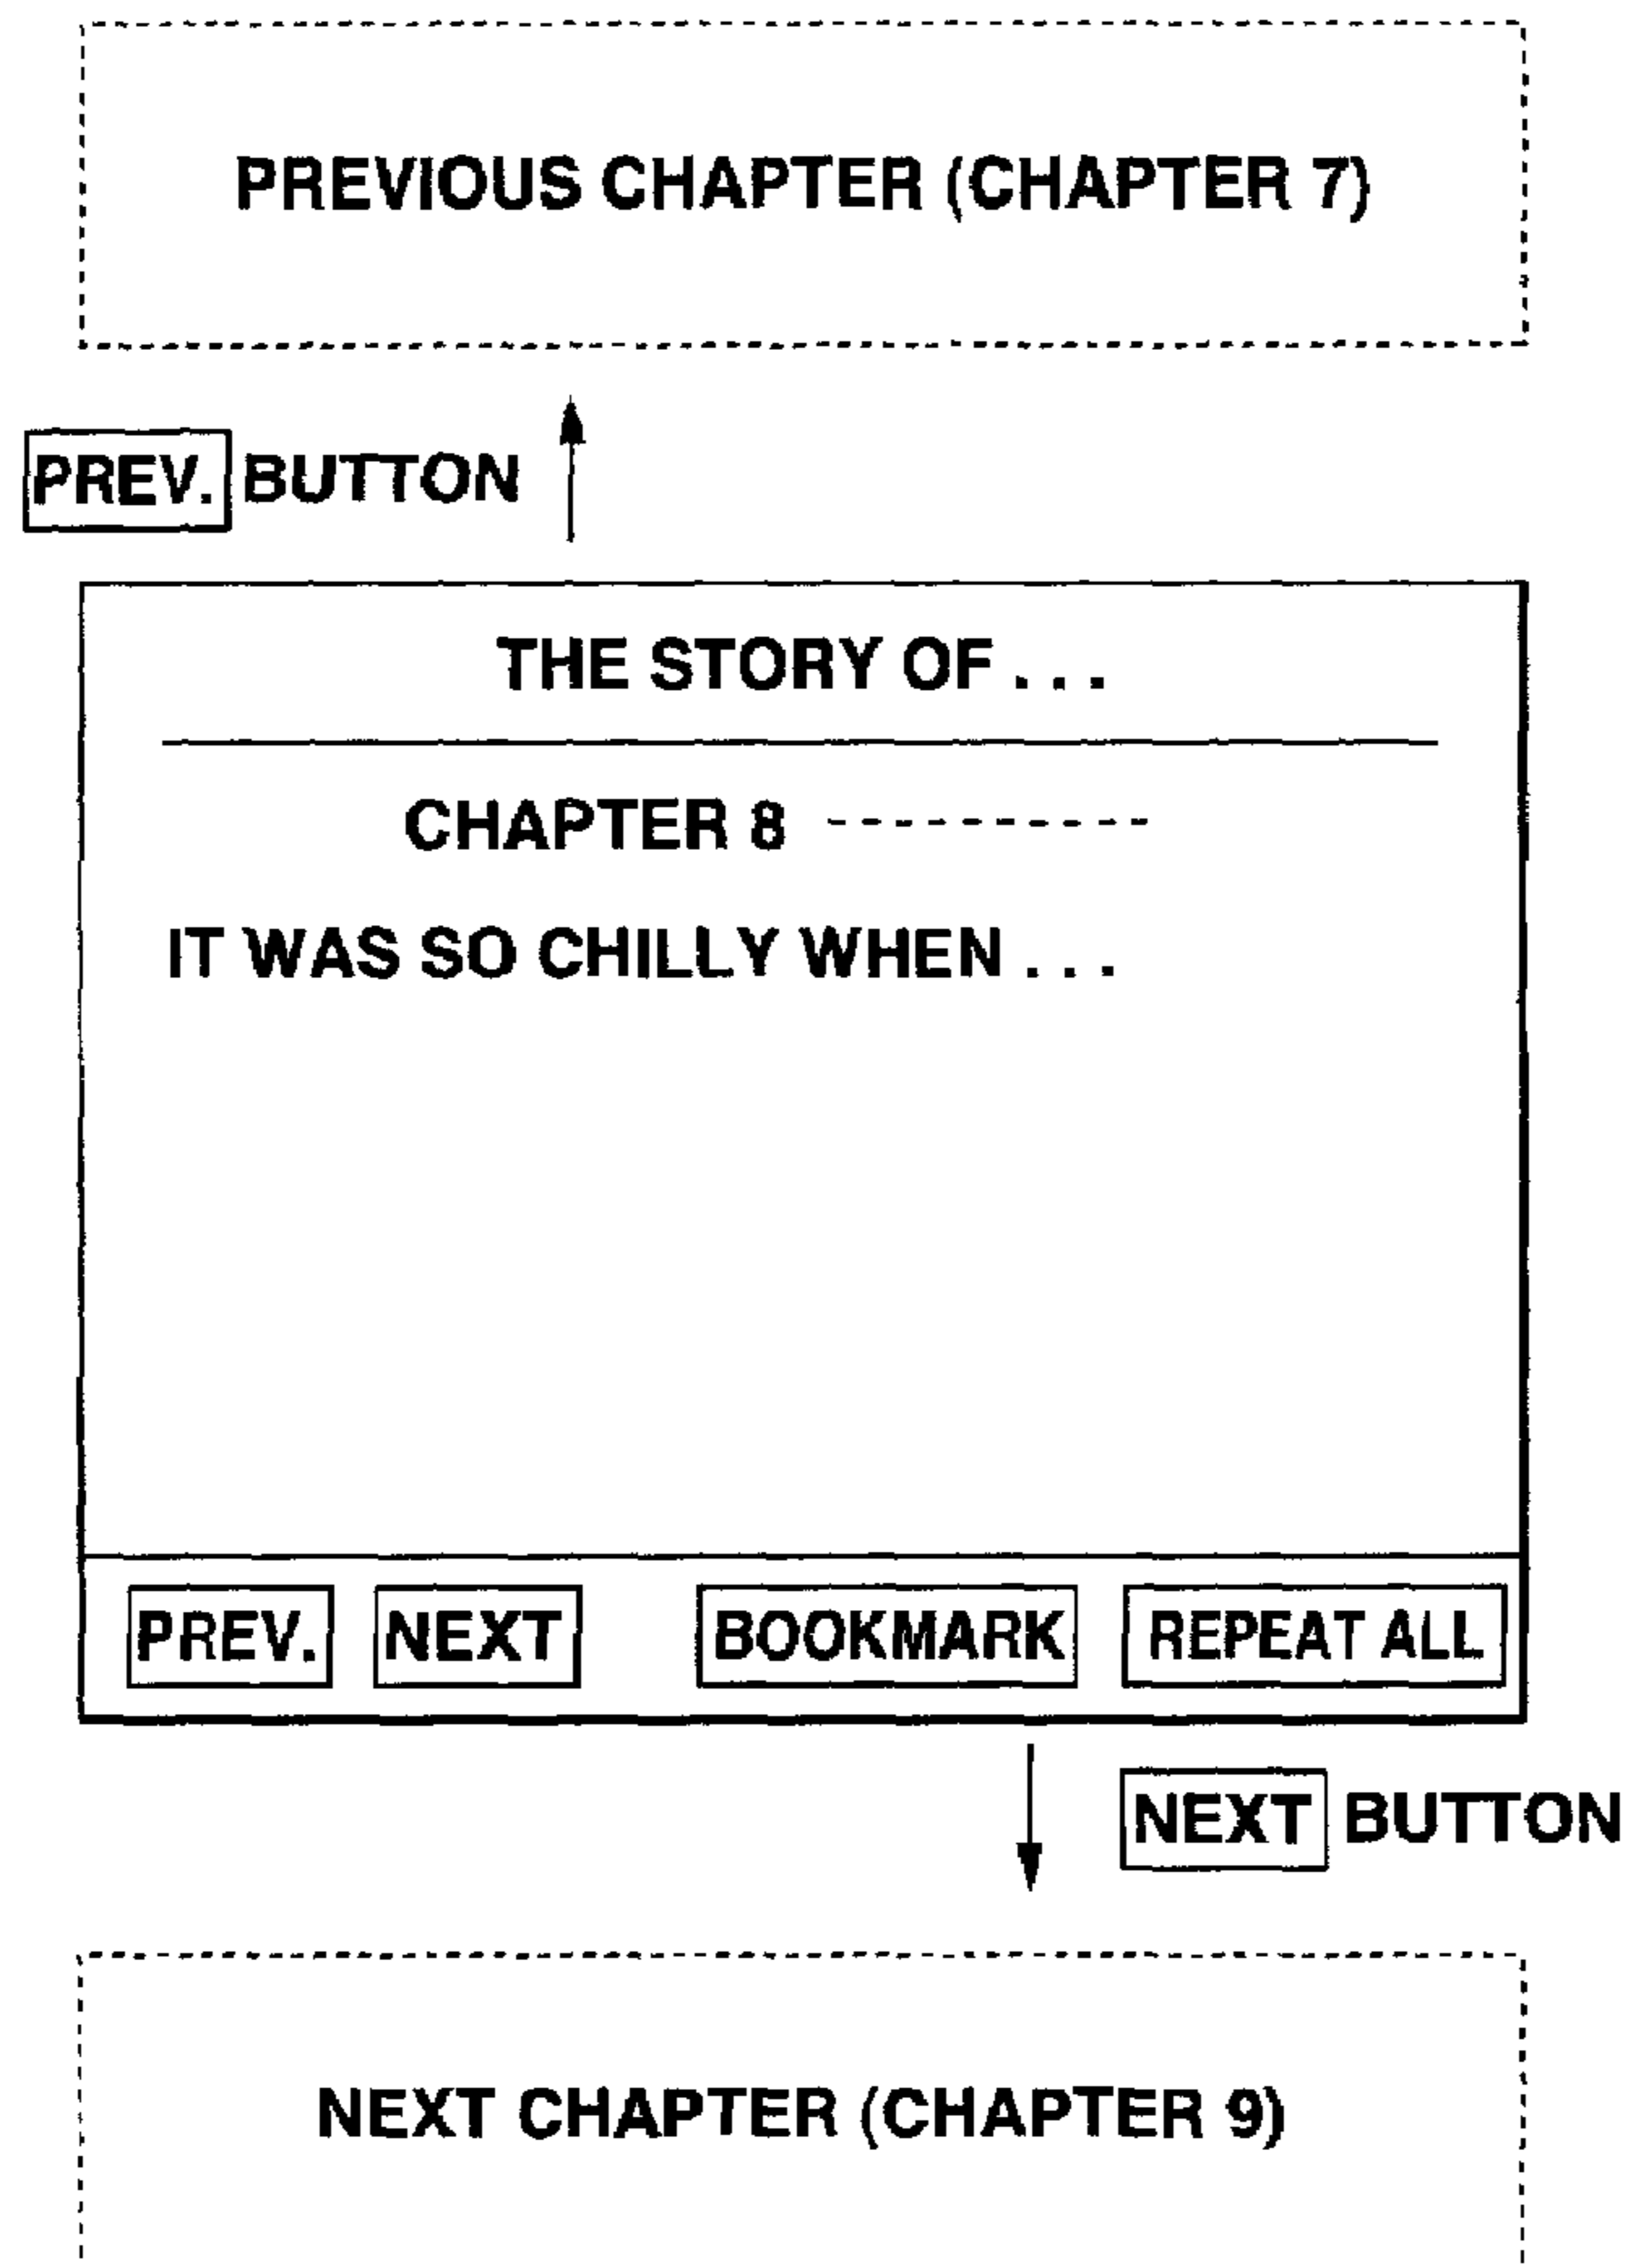 PREVIOUS CHAPTER (CHAPTER 7)
PREV. BUTTON
THE STORY OF . . .
CHAPTER 8 ----------
IT WAS SO CHILLY WHEN . . .
PREV. NEXT BOOKMARK REPEAT ALL
NEXT BUTTON
NEXT CHAPTER (CHAPTER 9)